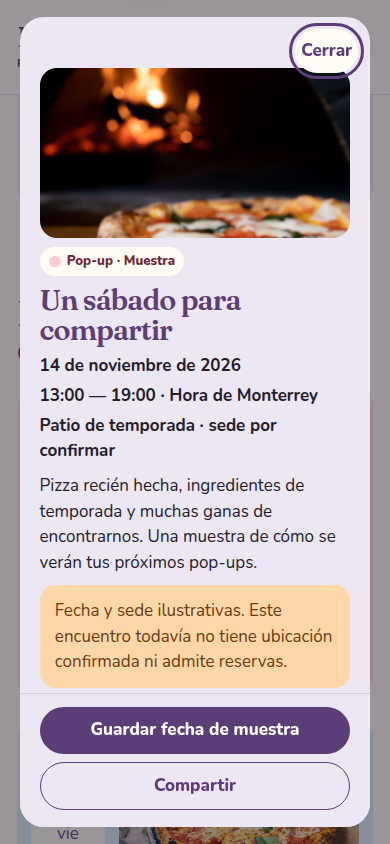 Cerrar
Pop-up · Muestra
Un sábado para
compartir
14 de noviembre de 2026
13:00 — 19:00 · Hora de Monterrey
Patio de temporada · sede por
confirmar
Pizza recién hecha, ingredientes de
temporada y muchas ganas de
encontrarnos. Una muestra de cómo se
verán tus próximos pop-ups.
Fecha y sede ilustrativas. Este
encuentro todavía no tiene ubicación
confirmada ni admite reservas.
Guardar fecha de muestra
Compartir
vie